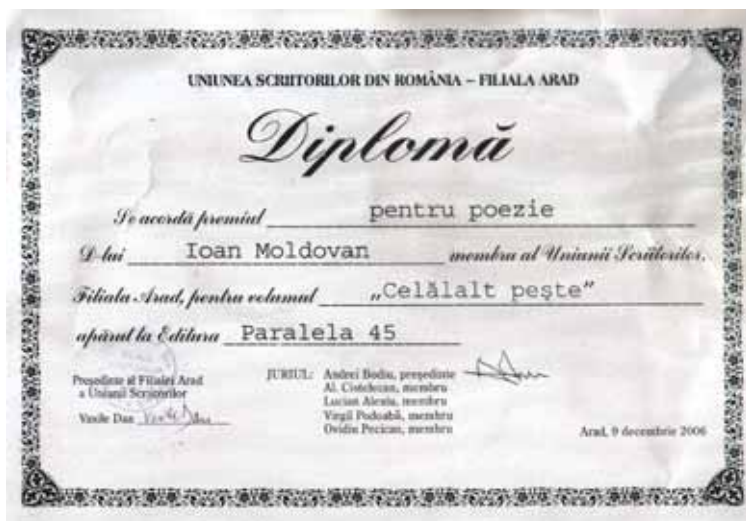 UNIUNEA SCRIITORILOR DIN ROMÂNIA – FILIALA ARAD
Diplomă
Se acordă premiul pentru poezie
D-lui Ioan Moldovan membru al Uniunii Scriitorilor,
Filiala Arad, pentru volumul „Celălalt pește”
apărut la Editura Paralela 45
Președinte al Filialei Arad
a Uniunii Scriitorilor
Vasile Dan
JURIUL: Andrei Bodiu, președinte
Al. Cistelecan, membru
Lucian Alexiu, membru
Virgil Podoabă, membru
Ovidiu Pecican, membru
Arad, 9 decembrie 2006